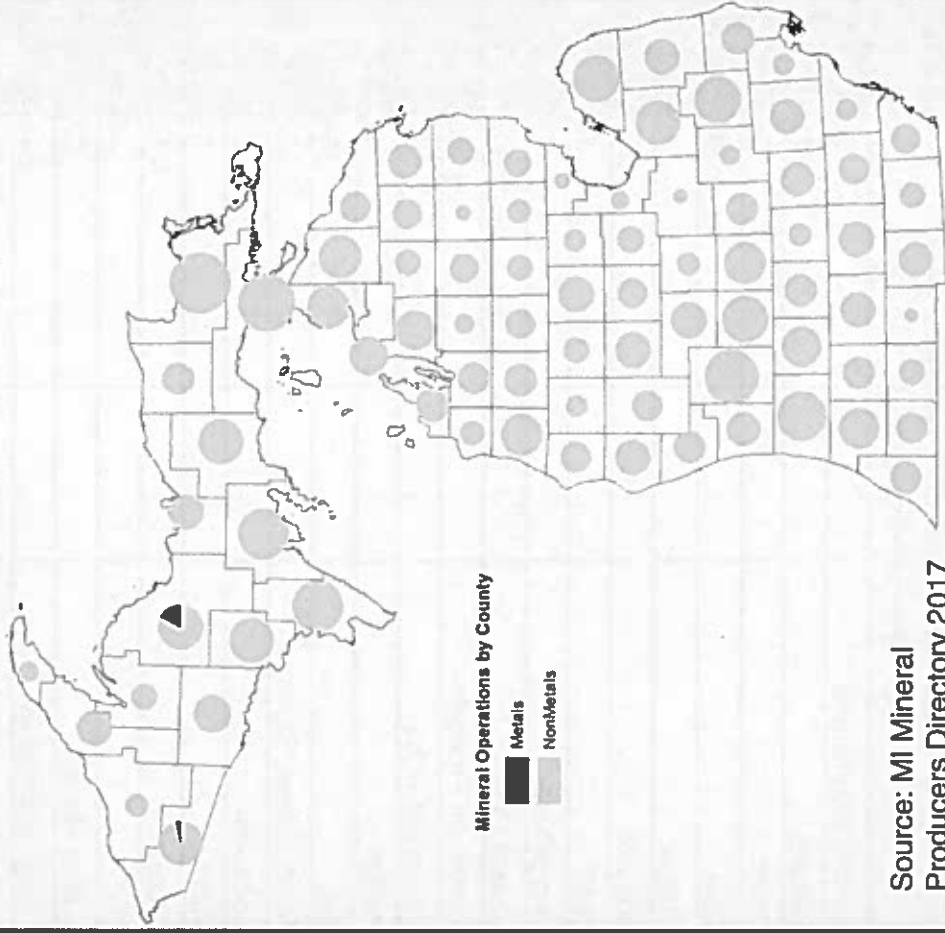 Mineral Operations by County
Metals
NonMetals
Source: MI Mineral
Producers Directory 2017